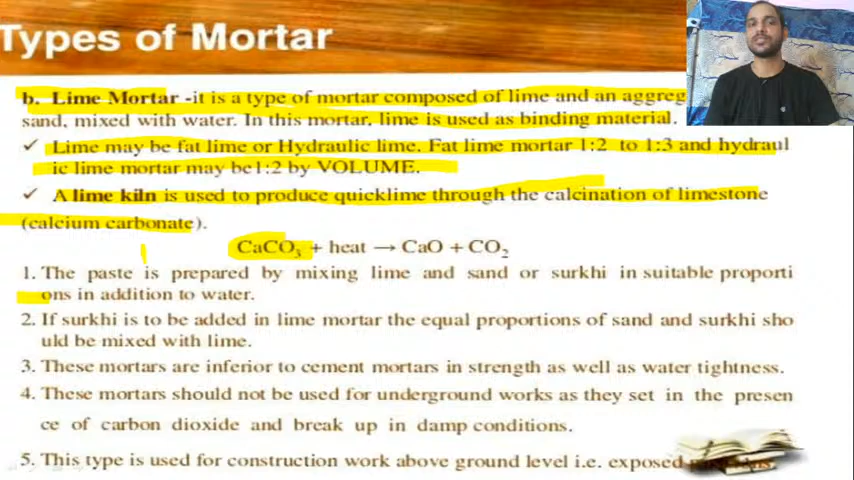 Types of Mortar
b. Lime Mortar -it is a type of mortar composed of lime and an aggreg
sand, mixed with water. In this mortar, lime is used as binding material.
✓ Lime may be fat lime or Hydraulic lime. Fat lime mortar 1:2 to 1:3 and hydraul
ic lime mortar may be1:2 by VOLUME.
✓ A lime kiln is used to produce quicklime through the calcination of limestone
(calcium carbonate).
CaCO₃ + heat → CaO + CO₂
1. The paste is prepared by mixing lime and sand or surkhi in suitable proporti
ons in addition to water.
2. If surkhi is to be added in lime mortar the equal proportions of sand and surkhi sho
uld be mixed with lime.
3. These mortars are inferior to cement mortars in strength as well as water tightness.
4. These mortars should not be used for underground works as they set in the presen
ce of carbon dioxide and break up in damp conditions.
5. This type is used for construction work above ground level i.e. exposed